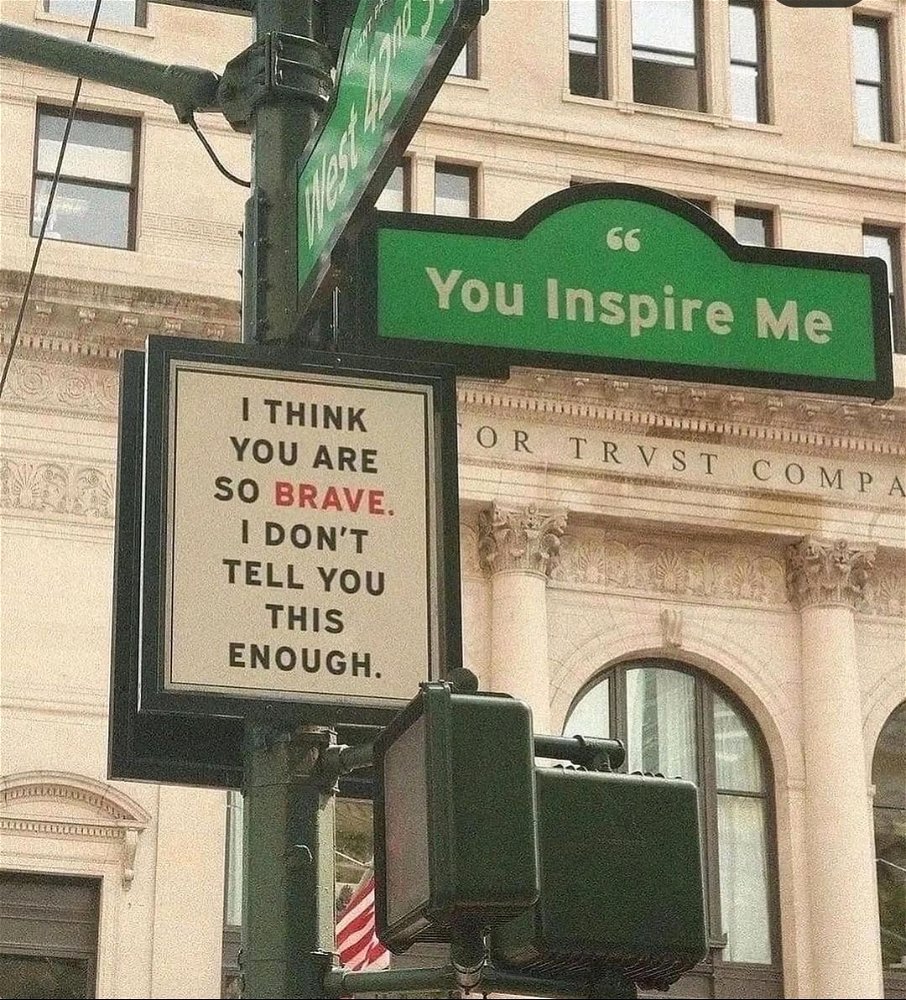 West 42nd St
“
You Inspire Me
I THINK
YOU ARE
SO BRAVE.
I DON'T
TELL YOU
THIS
ENOUGH.
OR TRVST COMPA